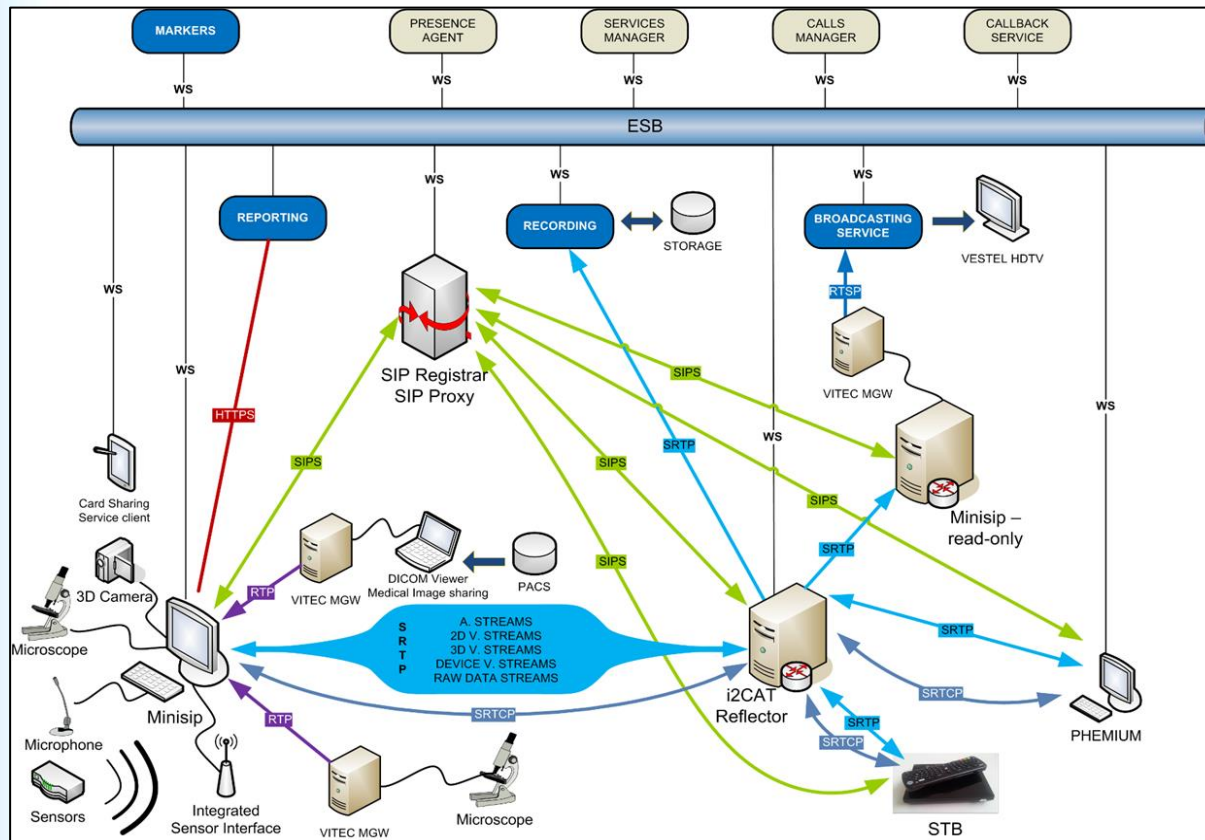 MARKERS
PRESENCE
AGENT
SERVICES
MANAGER
CALLS
MANAGER
CALLBACK
SERVICE
WS
WS
WS
WS
WS
ESB
WS
WS
WS
REPORTING
RECORDING
STORAGE
BROADCASTING
SERVICE
VESTEL HDTV
WS
RTSP
HTTPS
WS
SIP Registrar
SIP Proxy
VITEC MGW
SIPS
WS
WS
SRTP
WS
SIPS
SIPS
SIPS
Card Sharing
Service client
Minisip –
read-only
SRTP
SIPS
3D Camera
VITEC MGW
RTP
DICOM Viewer
Medical Image sharing
PACS
SIPS
Microscope
S
R
T
P
A. STREAMS
2D V. STREAMS
3D V. STREAMS
DEVICE V. STREAMS
RAW DATA STREAMS
SRTP
Minisip
SRTCP
i2CAT
Reflector
SRTCP
PHEMIUM
Microphone
RTP
SRTP
SRTCP
Sensors
Integrated
Sensor Interface
VITEC MGW
Microscope
STB